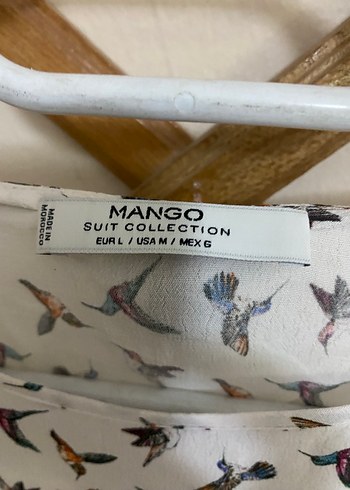 MADE IN
MOROCCO
MANGO
SUIT COLLECTION
EUR L / USA M / MEX G